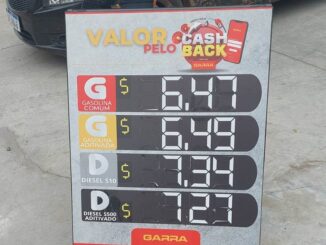 VALOR
PELO
CASH
BACK
GARRA
G $ 6,47
GASOLINA
COMUM
G $ 6,49
GASOLINA
ADITIVADA
D $ 7,34
DIESEL S10
D $ 7,27
DIESEL S500
ADITIVADO
GARRA